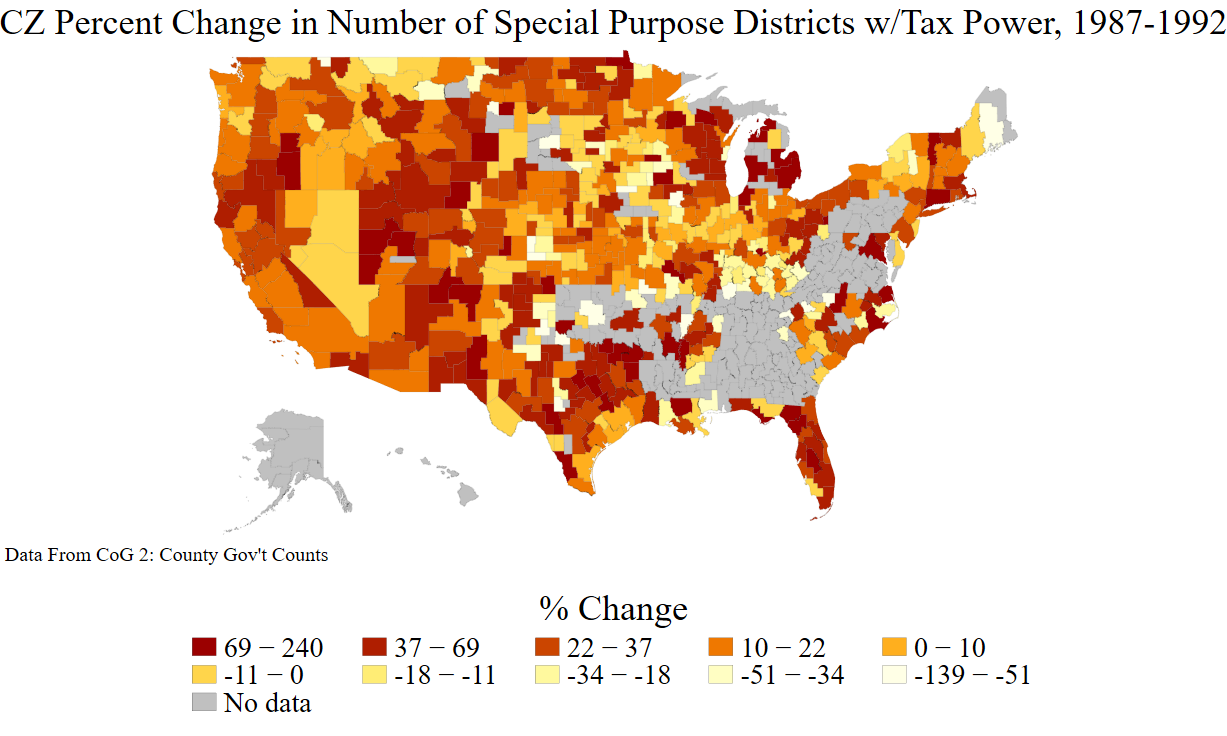 CZ Percent Change in Number of Special Purpose Districts w/Tax Power, 1987-1992
Data From CoG 2: County Gov't Counts
% Change
69 − 240 37 − 69 22 − 37 10 − 22 0 − 10
-11 − 0 -18 − -11 -34 − -18 -51 − -34 -139 − -51
No data